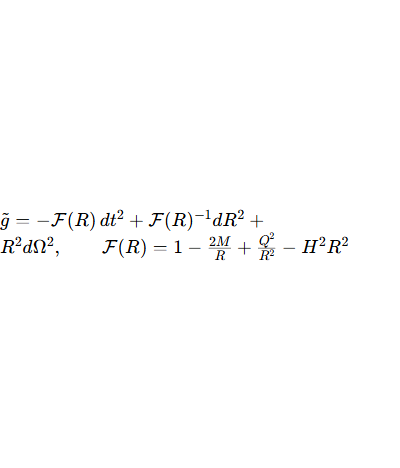 g̃ = −ℱ(R) dt² + ℱ(R)⁻¹dR² +
R²dΩ², ℱ(R) = 1 − 2M/R + Q²/R² − H²R²